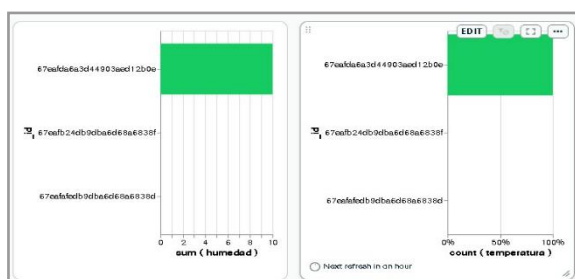 67eafda6a3d44903aed12b0e
_id
67eafb24db9dba6d68a6838f
67eafafedb9dba6d68a6838d
0 2 4 6 8 10
sum ( humedad )
EDIT
67eafda6a3d44903aed12b0e
_id
67eafb24db9dba6d68a6838f
67eafafedb9dba6d68a6838d
0% 50% 100%
count ( temperatura )
Next refresh in an hour